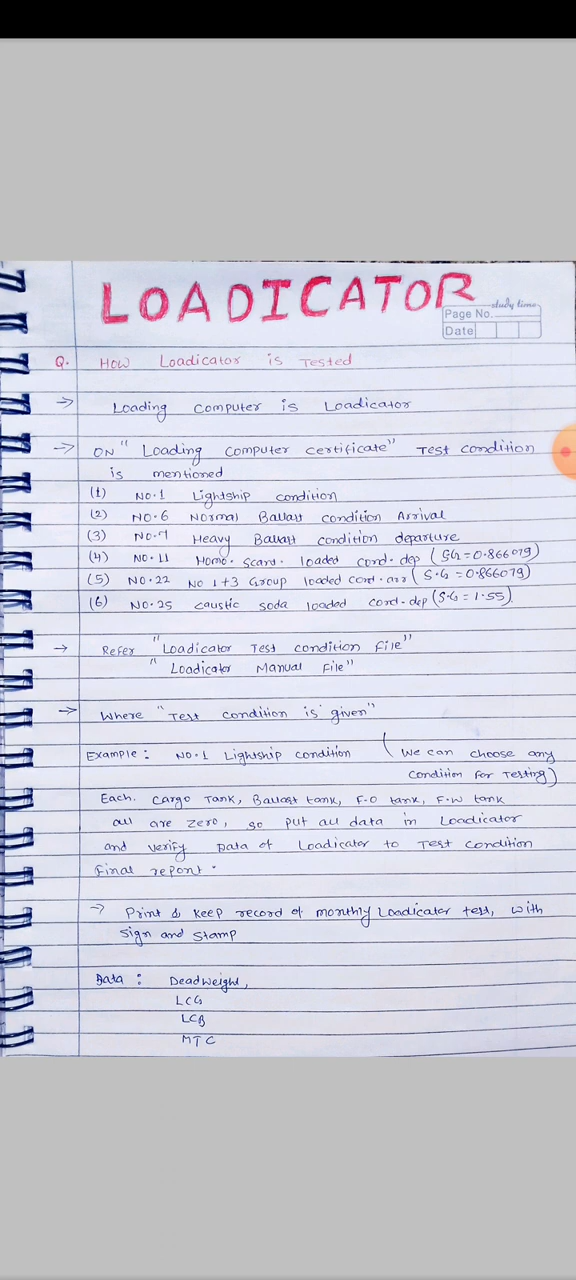 LOADICATOR
study time
Page No.
Date
Q. How Loadicator is Tested
→ Loading computer is Loadicator
→ ON "Loading computer certificate" Test condition
is mentioned
(1) NO.1 Lightship condition
(2) NO.6 Normal Ballast condition Arrival
(3) NO.7 Heavy Ballast condition departure
(4) NO.11 Homo. Scant. loaded cond.dep (SG=0.866079)
(5) NO.22 NO 1+3 Group loaded cond.arr (S.G=0.866079)
(6) NO.25 caustic soda loaded cond.dep (S.G=1.55)
→ Refer "Loadicator Test condition File"
"Loadicator Manual File"
→ Where "Test condition is given"
Example: NO.1 Lightship condition (We can choose any
condition for Testing)
Each. cargo Tank, Ballast tank, F.O tank, F.W tank
all are zero, so put all data in Loadicator
and verify Data of Loadicator to Test condition
final report.
→ Print & keep record of monthly Loadicator test, with
sign and stamp
Data: Deadweight,
LCG
LCB
MTC